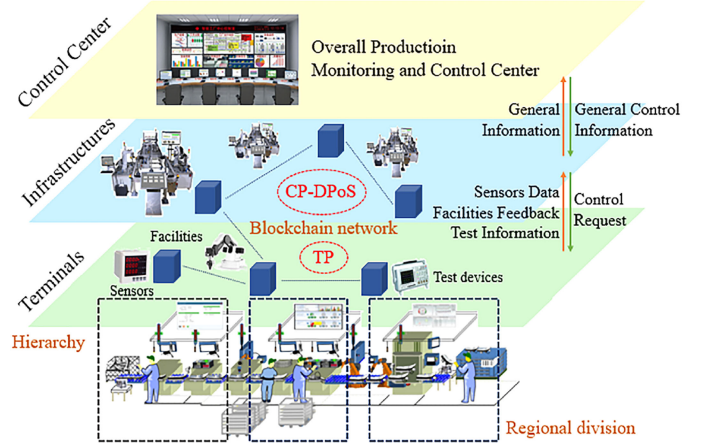 Control Center
Overall Productioin
Monitoring and Control Center
General
Information
General Control
Information
Infrastructures
CP-DPoS
Blockchain network
Sensors Data
Facilities Feedback
Test Information
Control
Request
Terminals
Facilities
TP
Sensors
Test devices
Hierarchy
Regional division